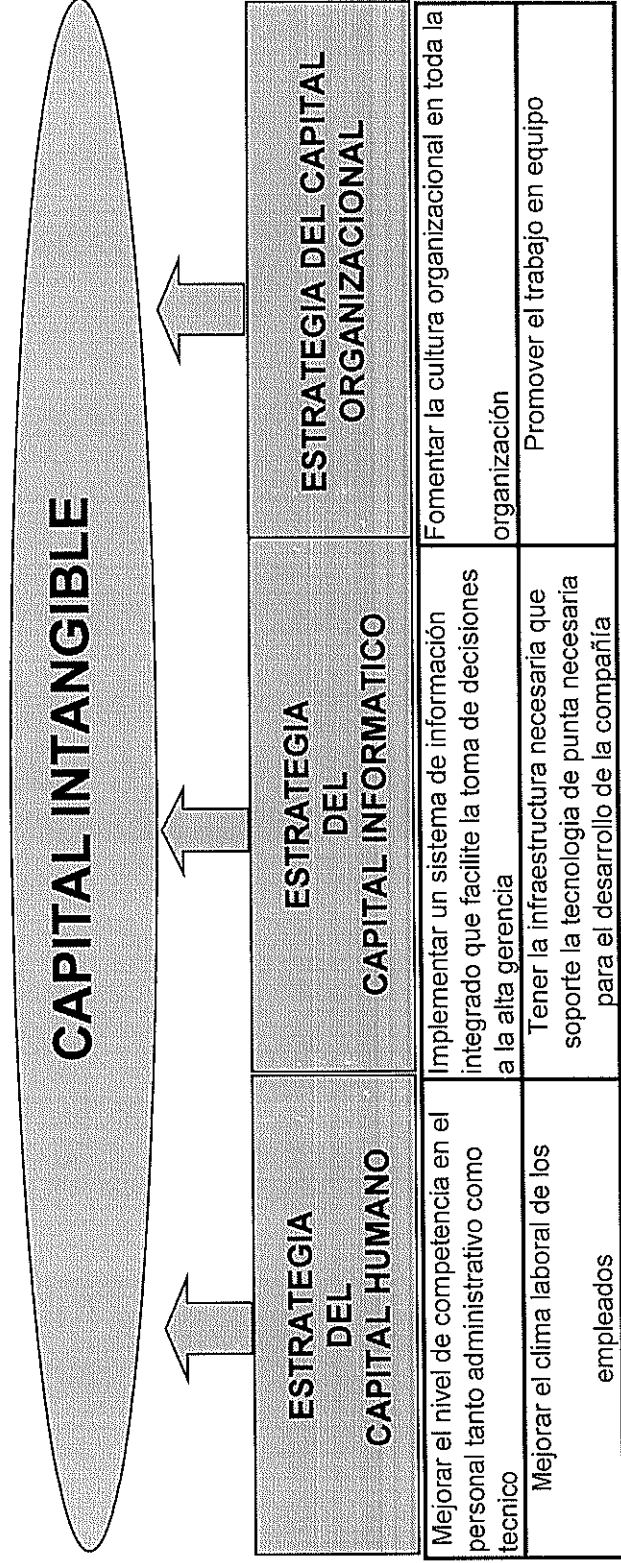 CAPITAL INTANGIBLE
ESTRATEGIA
DEL
CAPITAL HUMANO
ESTRATEGIA
DEL
CAPITAL INFORMATICO
ESTRATEGIA DEL CAPITAL
ORGANIZACIONAL
Mejorar el nivel de competencia en el
personal tanto administrativo como
tecnico
Implementar un sistema de información
integrado que facilite la toma de decisiones
a la alta gerencia
Fomentar la cultura organizacional en toda la
organización
Mejorar el clima laboral de los
empleados
Tener la infraestructura necesaria que
soporte la tecnologia de punta necesaria
para el desarrollo de la compañía
Promover el trabajo en equipo